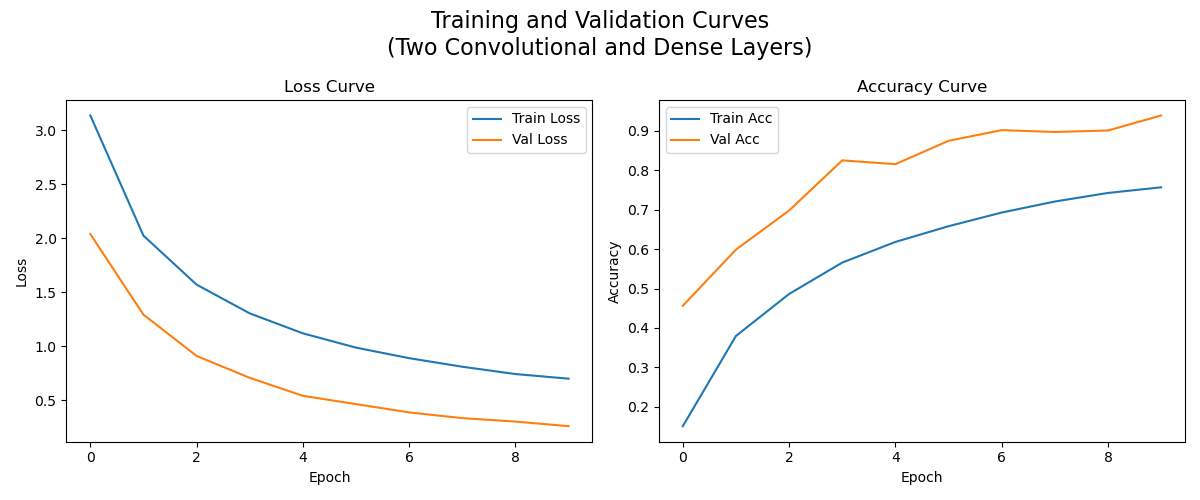 Training and Validation Curves
(Two Convolutional and Dense Layers)
Loss Curve
Train Loss
Val Loss
3.0
2.5
2.0
1.5
1.0
0.5
Loss
0 2 4 6 8
Epoch
Accuracy Curve
Train Acc
Val Acc
0.9
0.8
0.7
0.6
0.5
0.4
0.3
0.2
Accuracy
0 2 4 6 8
Epoch